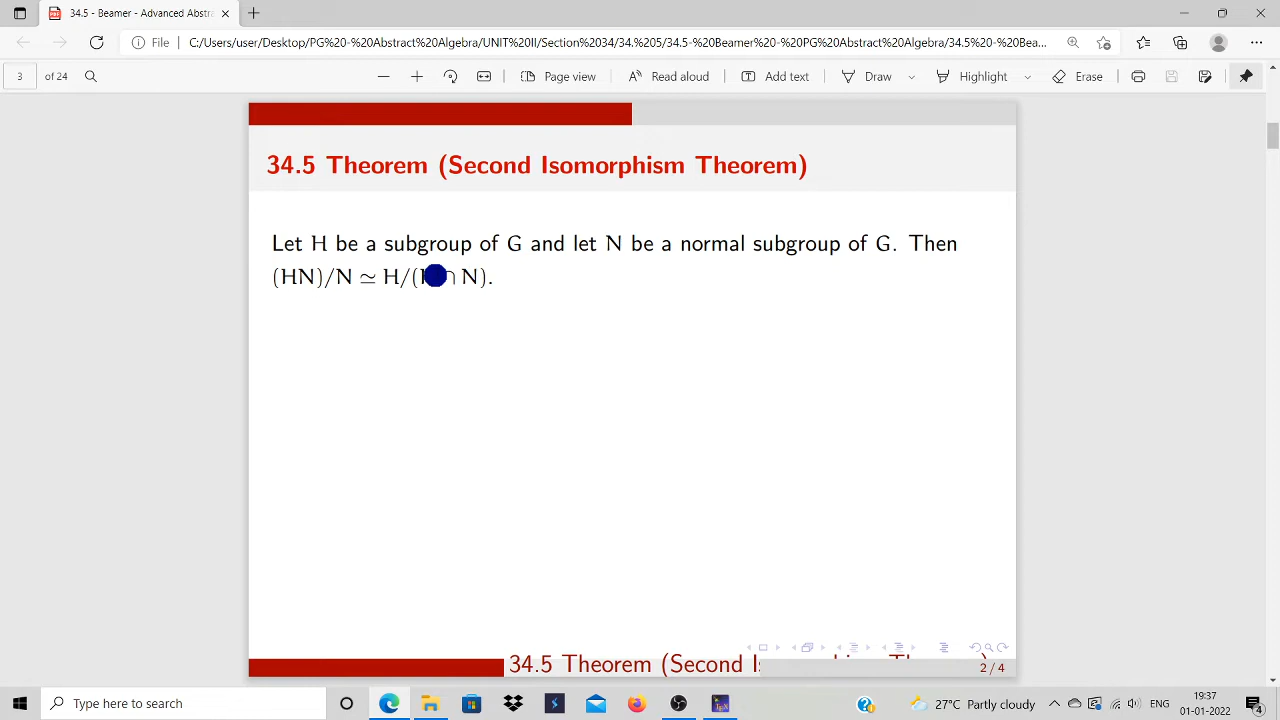 34.5 - Beamer - Advanced Abstr
File
C:/Users/user/Desktop/PG%20-%20Abstract%20Algebra/UNIT%20II/Section%2034/34.%205/34.5%20-%20Beamer%20-%20PG%20Abstract%20Algebra/34.5%20-%20Bea...
3 of 24
Page view
Read aloud
Add text
Draw
Highlight
Erase
34.5 Theorem (Second Isomorphism Theorem)
Let H be a subgroup of G and let N be a normal subgroup of G. Then
(HN)/N ≃ H/( ∩ N).
34.5 Theorem (Second
2 / 4
Type here to search
27°C Partly cloudy
ENG
19:37
01-01-2022
4